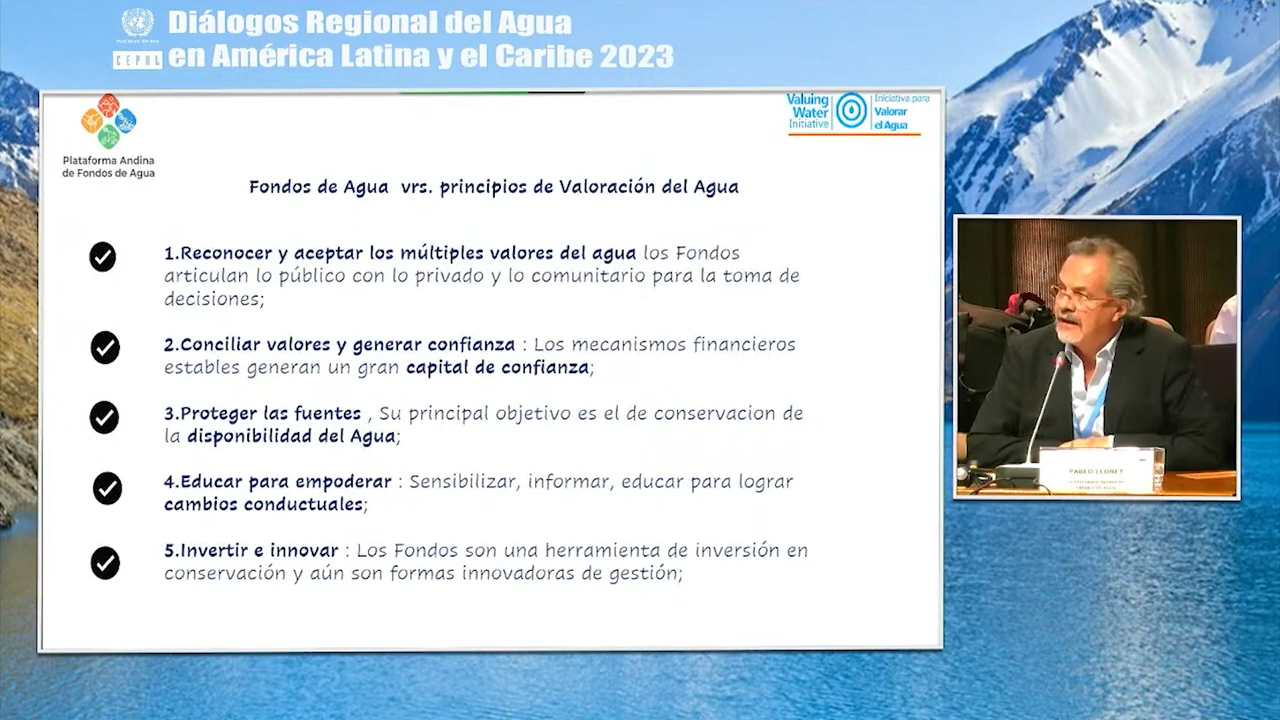 Diálogos Regional del Agua
en América Latina y el Caribe 2023
CEPAL
Plataforma Andina
de Fondos de Agua
Valuing
Water
Initiative
Iniciativa para
Valorar
el Agua
Fondos de Agua vrs. principios de Valoración del Agua
1.Reconocer y aceptar los múltiples valores del agua los Fondos
articulan lo público con lo privado y lo comunitario para la toma de
decisiones;
2.Conciliar valores y generar confianza : Los mecanismos financieros
estables generan un gran capital de confianza;
3.Proteger las fuentes , Su principal objetivo es el de conservacion de
la disponibilidad del Agua;
4.Educar para empoderar : Sensibilizar, informar, educar para lograr
cambios conductuales;
5.Invertir e innovar : Los Fondos son una herramienta de inversión en
conservación y aún son formas innovadoras de gestión;
PABLO LLORET